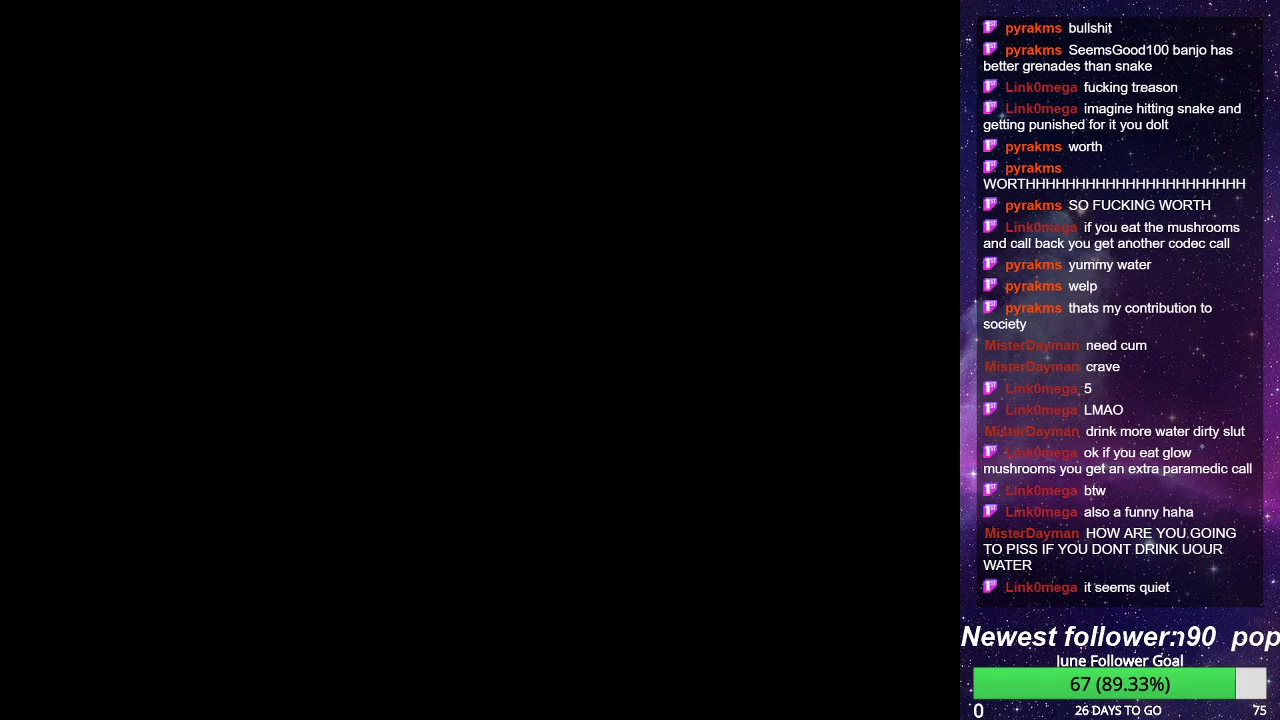 pyrakms bullshit
pyrakms SeemsGood100 banjo has
better grenades than snake
Link0mega fucking treason
Link0mega imagine hitting snake and
getting punished for it you dolt
pyrakms worth
pyrakms
WORTHHHHHHHHHHHHHHHHHHHHHH
pyrakms SO FUCKING WORTH
Link0mega if you eat the mushrooms
and call back you get another codec call
pyrakms yummy water
pyrakms welp
pyrakms thats my contribution to
society
MisterDayman need cum
MisterDayman crave
Link0mega 5
Link0mega LMAO
MisterDayman drink more water dirty slut
Link0mega ok if you eat glow
mushrooms you get an extra paramedic call
Link0mega btw
Link0mega also a funny haha
MisterDayman HOW ARE YOU GOING
TO PISS IF YOU DONT DRINK UOUR
WATER
Link0mega it seems quiet
Newest follower: 90 pop
June Follower Goal
67 (89.33%)
0 26 DAYS TO GO 75